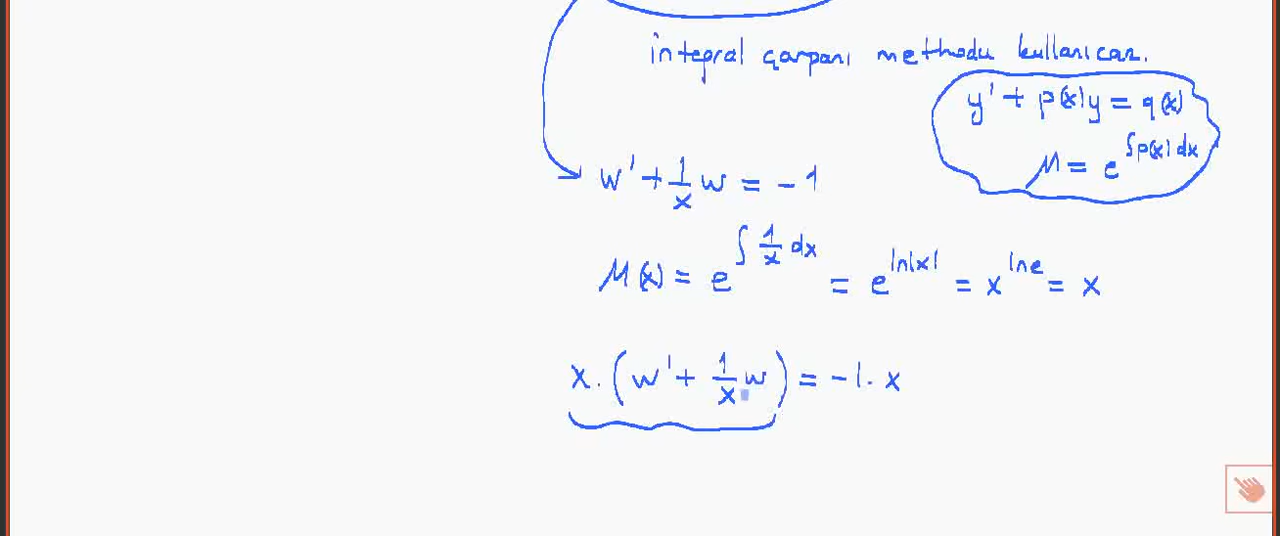 integral çarpanı methodu kullanıcaz.
y' + p(x)y = q(x)
M = e^∫p(x)dx
w' + 1/x w = -1
M(x) = e^∫ 1/x dx = e^ln|x| = x^lne = x
x. (w' + 1/x w) = -1. x